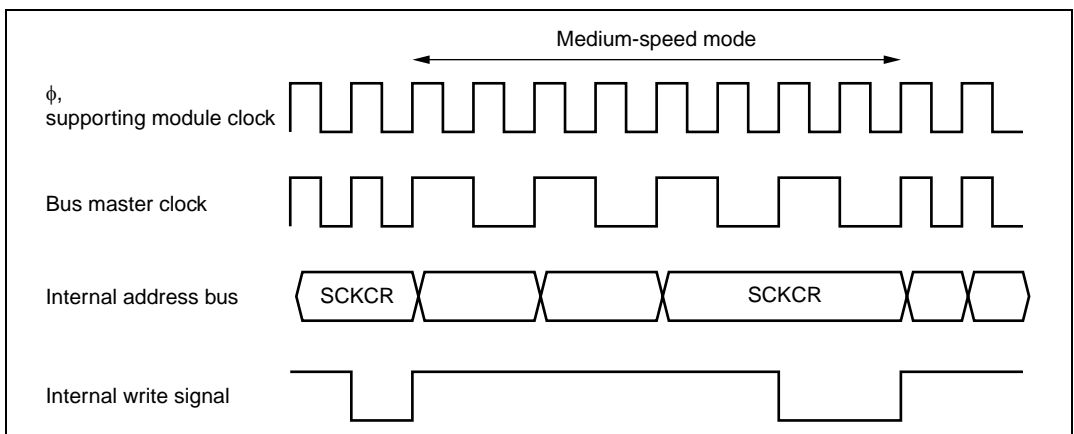 Medium-speed mode
ϕ,
supporting module clock
Bus master clock
Internal address bus
SCKCR
SCKCR
Internal write signal